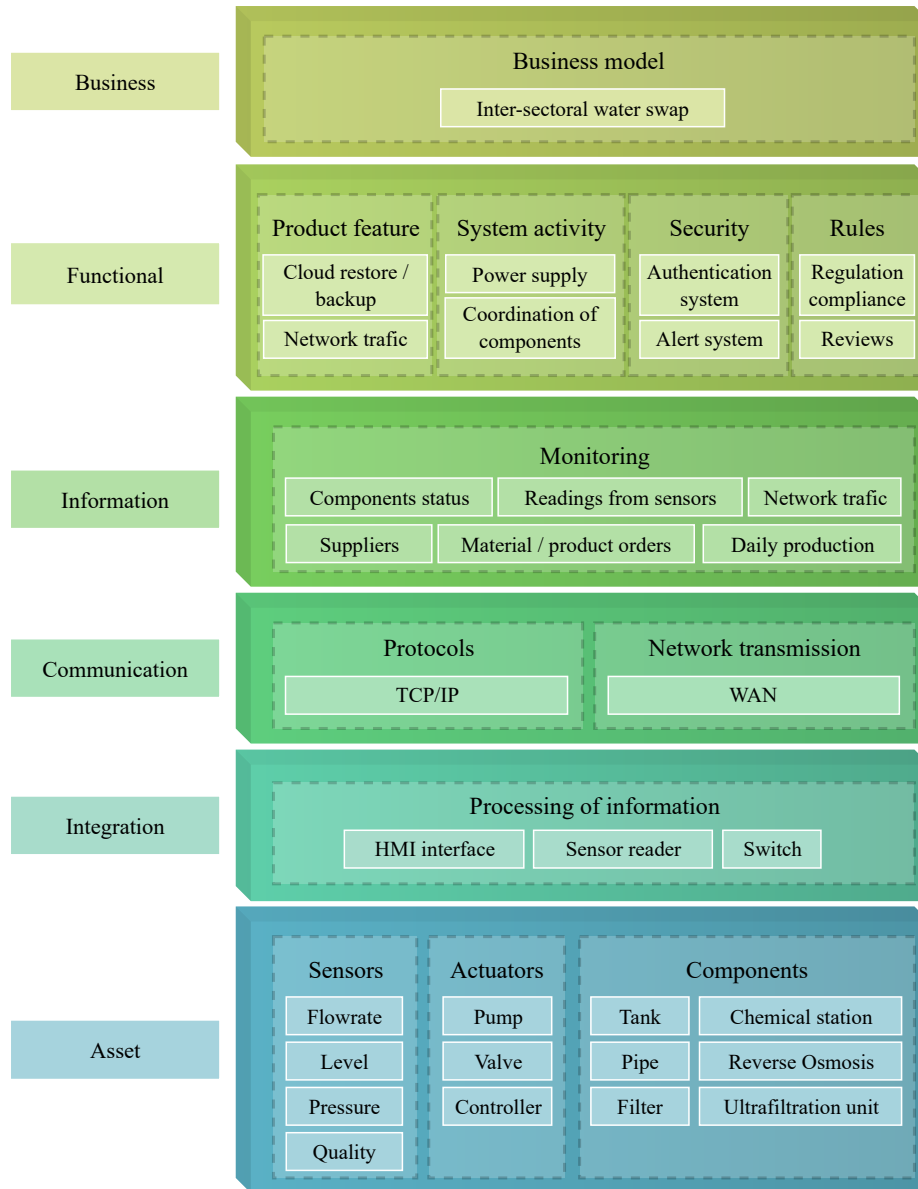 Business
Business model
Inter-sectoral water swap
Functional
Product feature
Cloud restore /
backup
Network trafic
System activity
Power supply
Coordination of
components
Security
Authentication
system
Alert system
Rules
Regulation
compliance
Reviews
Information
Monitoring
Components status
Readings from sensors
Network trafic
Suppliers
Material / product orders
Daily production
Communication
Protocols
TCP/IP
Network transmission
WAN
Integration
Processing of information
HMI interface
Sensor reader
Switch
Asset
Sensors
Flowrate
Level
Pressure
Quality
Actuators
Pump
Valve
Controller
Components
Tank
Chemical station
Pipe
Reverse Osmosis
Filter
Ultrafiltration unit